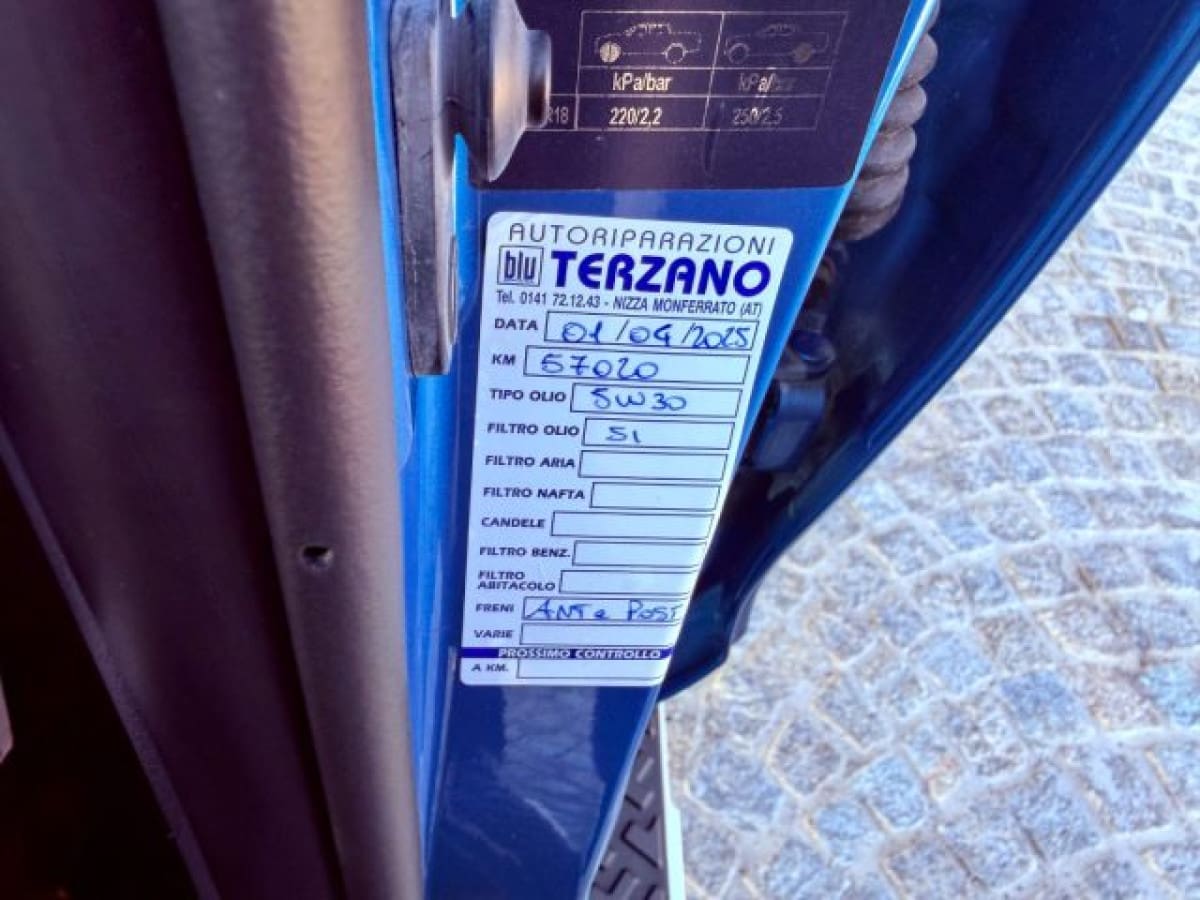 kPa/bar kPa/bar
R18 220/2,2 250/2,5
AUTORIPARAZIONI
blu TERZANO
Tel. 0141 72.12.43 - NIZZA MONFERRATO (AT)
DATA 01/04/2025
KM 57020
TIPO OLIO 5W30
FILTRO OLIO SI
FILTRO ARIA
FILTRO NAFTA
CANDELE
FILTRO BENZ.
FILTRO
ABITACOLO
FRENI ANT e POST
VARIE
PROSSIMO CONTROLLO
A KM.